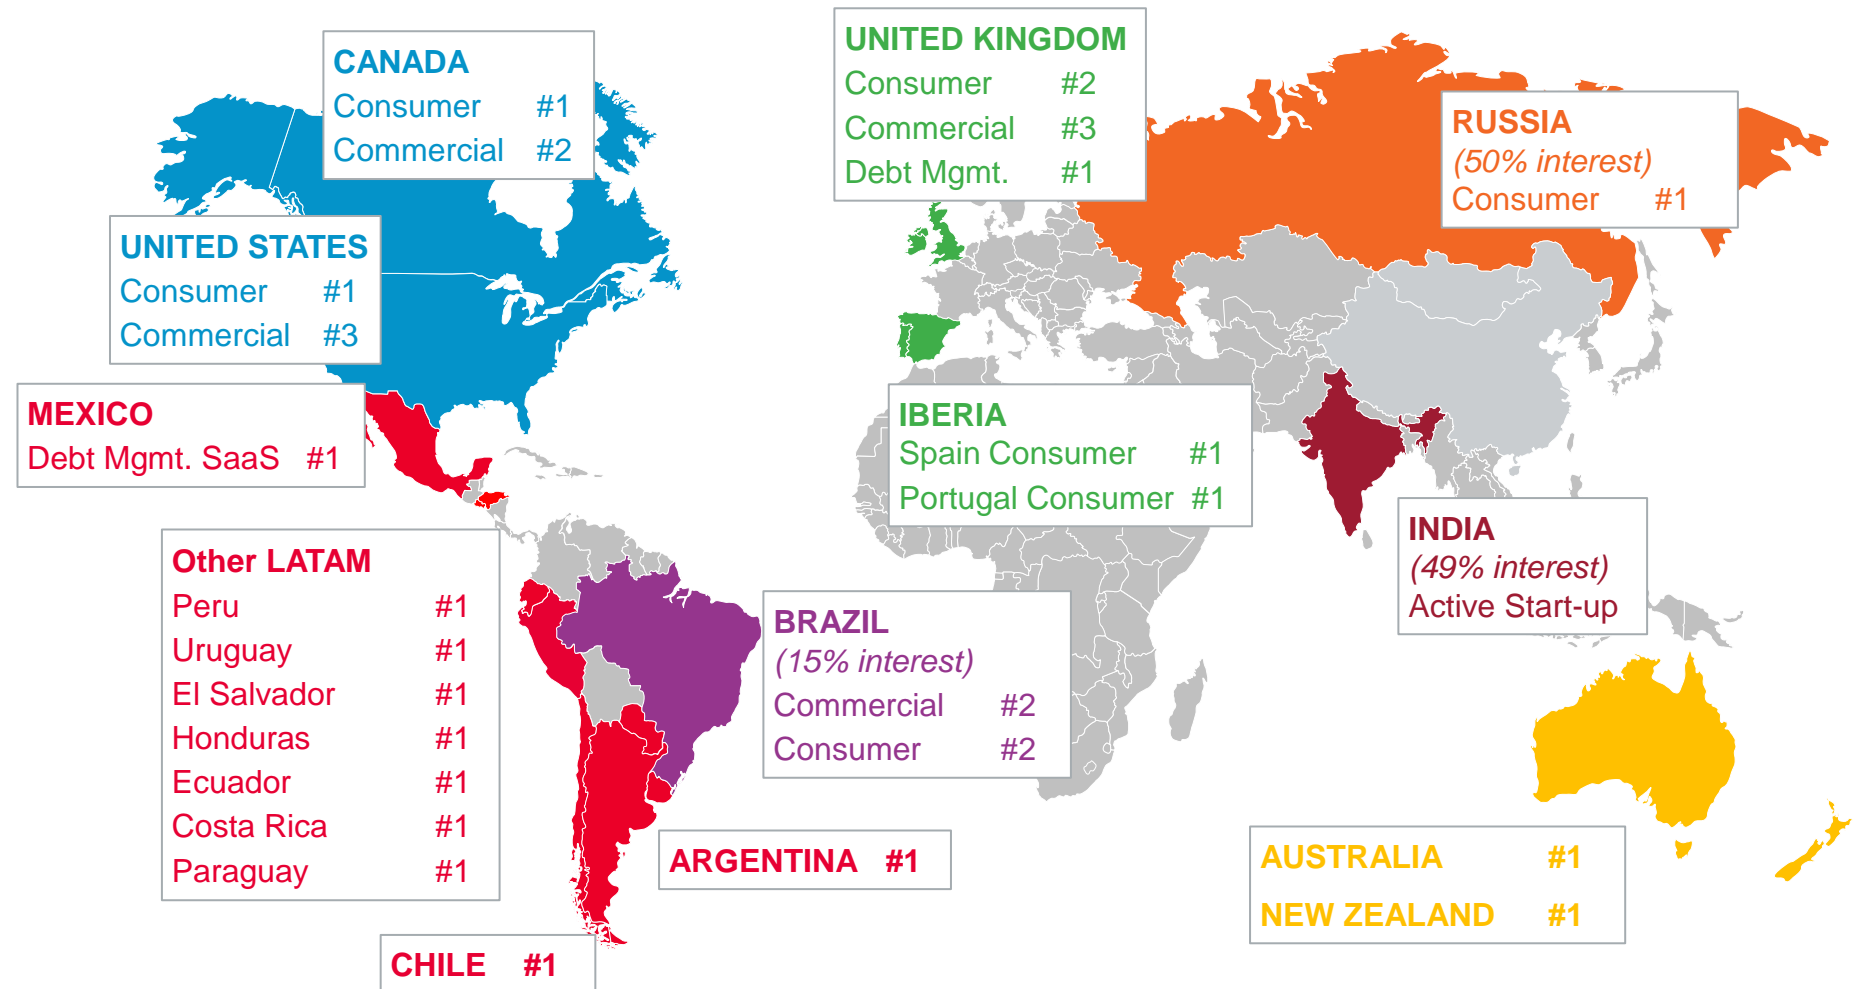 CANADA
Consumer #1
Commercial #2
UNITED STATES
Consumer #1
Commercial #3
MEXICO
Debt Mgmt. SaaS #1
Other LATAM
Peru #1
Uruguay #1
El Salvador #1
Honduras #1
Ecuador #1
Costa Rica #1
Paraguay #1
CHILE #1
ARGENTINA #1
BRAZIL
(15% interest)
Commercial #2
Consumer #2
UNITED KINGDOM
Consumer #2
Commercial #3
Debt Mgmt. #1
IBERIA
Spain Consumer #1
Portugal Consumer #1
RUSSIA
(50% interest)
Consumer #1
INDIA
(49% interest)
Active Start-up
AUSTRALIA #1
NEW ZEALAND #1